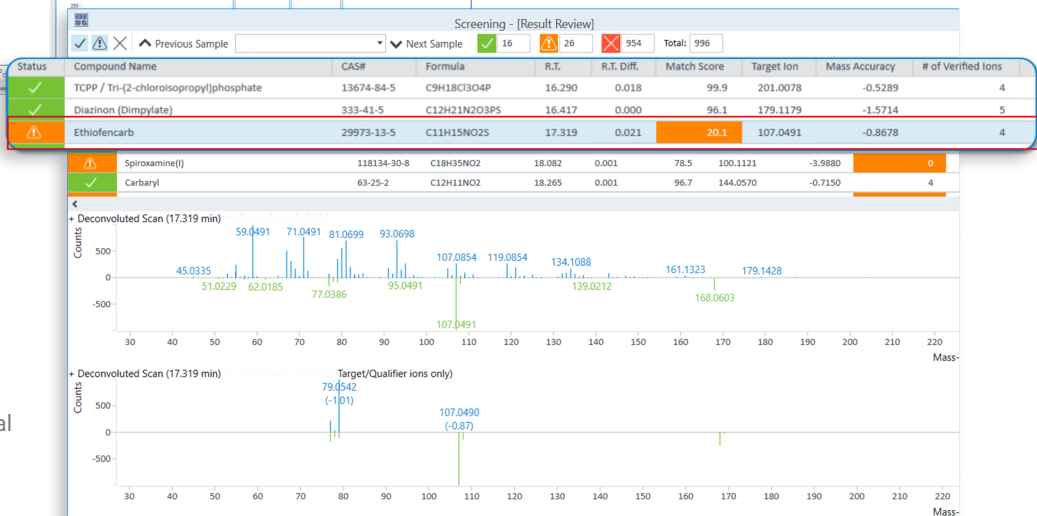 250
Screening - [Result Review]
Previous Sample Next Sample 16 26 954 Total: 996
Status Compound Name CAS# Formula R.T. R.T. Diff. Match Score Target Ion Mass Accuracy # of Verified Ions
TCPP / Tri-(2-chloroisopropyl)phosphate 13674-84-5 C9H18Cl3O4P 16.290 0.018 99.9 201.0078 -0.5289 4
Diazinon (Dimpylate) 333-41-5 C12H21N2O3PS 16.417 0.000 96.1 179.1179 -1.5714 5
Ethiofencarb 29973-13-5 C11H15NO2S 17.319 0.021 20.1 107.0491 -0.8678 4
Spiroxamine(I) 118134-30-8 C18H35NO2 18.082 0.001 78.5 100.1121 -3.9880 0
Carbaryl 63-25-2 C12H11NO2 18.265 0.001 96.7 144.0570 -0.7150 4
+ Deconvoluted Scan (17.319 min)
Counts
59.0491 71.0491 81.0699 93.0698
500
107.0854 119.0854 134.1088
45.0335 161.1323 179.1428
0
51.0229 62.0185 77.0386 95.0491 139.0212 168.0603
-500
107.0491
30 40 50 60 70 80 90 100 110 120 130 140 150 160 170 180 190 200 210 220
Mass-
+ Deconvoluted Scan (17.319 min) Target/Qualifier ions only)
Counts
79.0542
(-1.01)
500
107.0490
(-0.87)
al
0
-500
30 40 50 60 70 80 90 100 110 120 130 140 150 160 170 180 190 200 210 220
Mass-